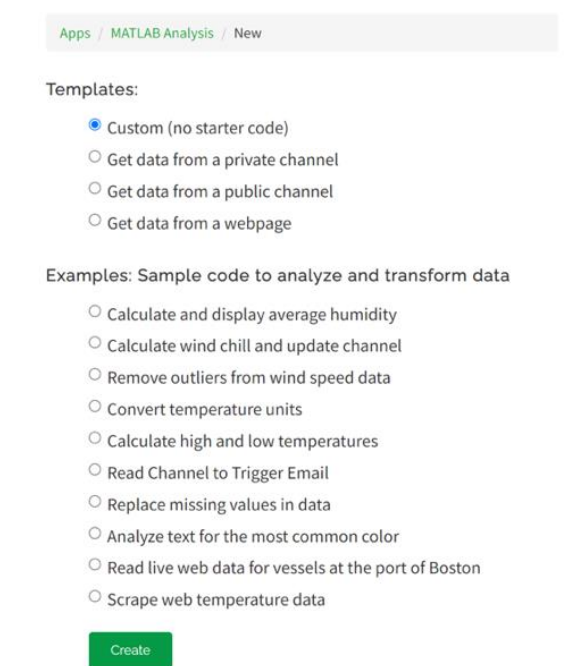 Apps / MATLAB Analysis / New
Templates:
Custom (no starter code)
Get data from a private channel
Get data from a public channel
Get data from a webpage
Examples: Sample code to analyze and transform data
Calculate and display average humidity
Calculate wind chill and update channel
Remove outliers from wind speed data
Convert temperature units
Calculate high and low temperatures
Read Channel to Trigger Email
Replace missing values in data
Analyze text for the most common color
Read live web data for vessels at the port of Boston
Scrape web temperature data
Create